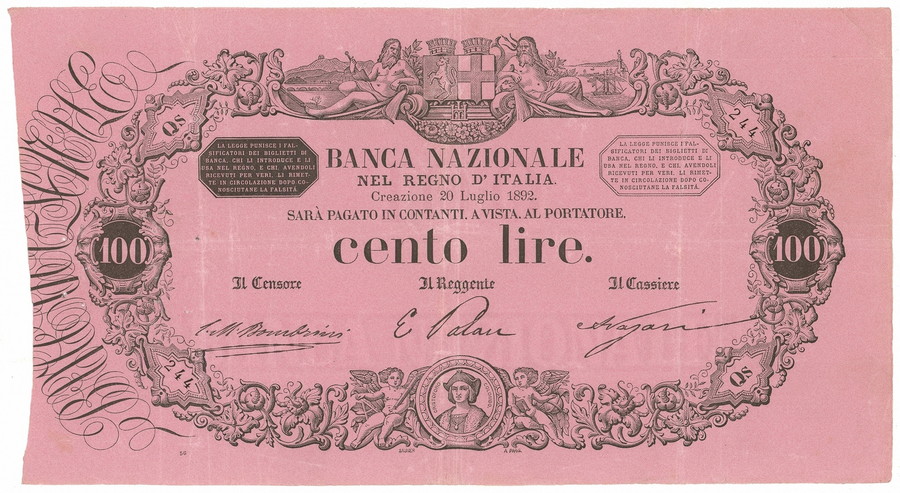 Qs
244
LA LEGGE PUNISCE I FAL-
SIFICATORI DEI BIGLIETTI DI
BANCA, CHI LI INTRODUCE E LI
USA NEL REGNO, E CHI, AVENDOLI
RICEVUTI PER VERI, LI RIMET-
TE IN CIRCOLAZIONE DOPO CO-
NOSCIUTANE LA FALSITÀ.
LA LEGGE PUNISCE I FAL-
SIFICATORI DEI BIGLIETTI DI
BANCA, CHI LI INTRODUCE E LI
USA NEL REGNO, E CHI, AVENDOLI
RICEVUTI PER VERI, LI RIMET-
TE IN CIRCOLAZIONE DOPO CO-
NOSCIUTANE LA FALSITÀ.
BANCA NAZIONALE
NEL REGNO D'ITALIA.
Creazione 20 Luglio 1892.
SARÀ PAGATO IN CONTANTI, A VISTA, AL PORTATORE,
100
cento lire.
100
Il Censore
Il Reggente
Il Cassiere
244
Qs